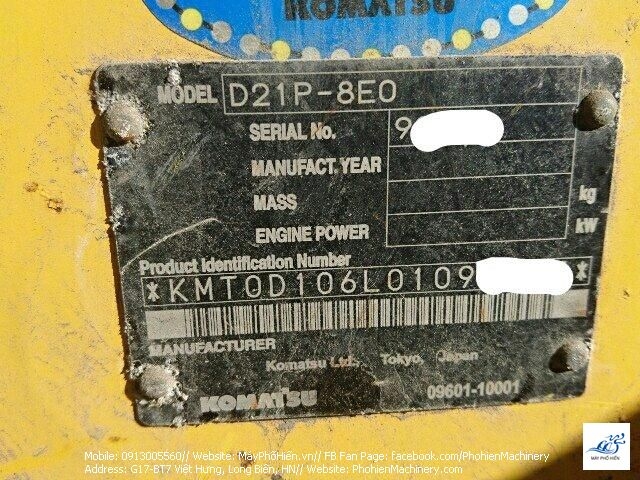 KOMATSU
MODEL D21P-8E0
SERIAL No. 9
MANUFACT. YEAR
MASS kg
ENGINE POWER kW
Product Identification Number
*KMT0D106L0109 *
MANUFACTURER
Komatsu Ltd., Tokyo, Japan
KOMATSU 09601-10001
MÁY PHỐ HIẾN
Mobile: 0913005560// Website: MáyPhốHiến.vn// FB Fan Page: facebook.com/PhohienMachinery
Address: G17-BT7 Việt Hưng, Long Biên, HN// Website: PhohienMachinery.com